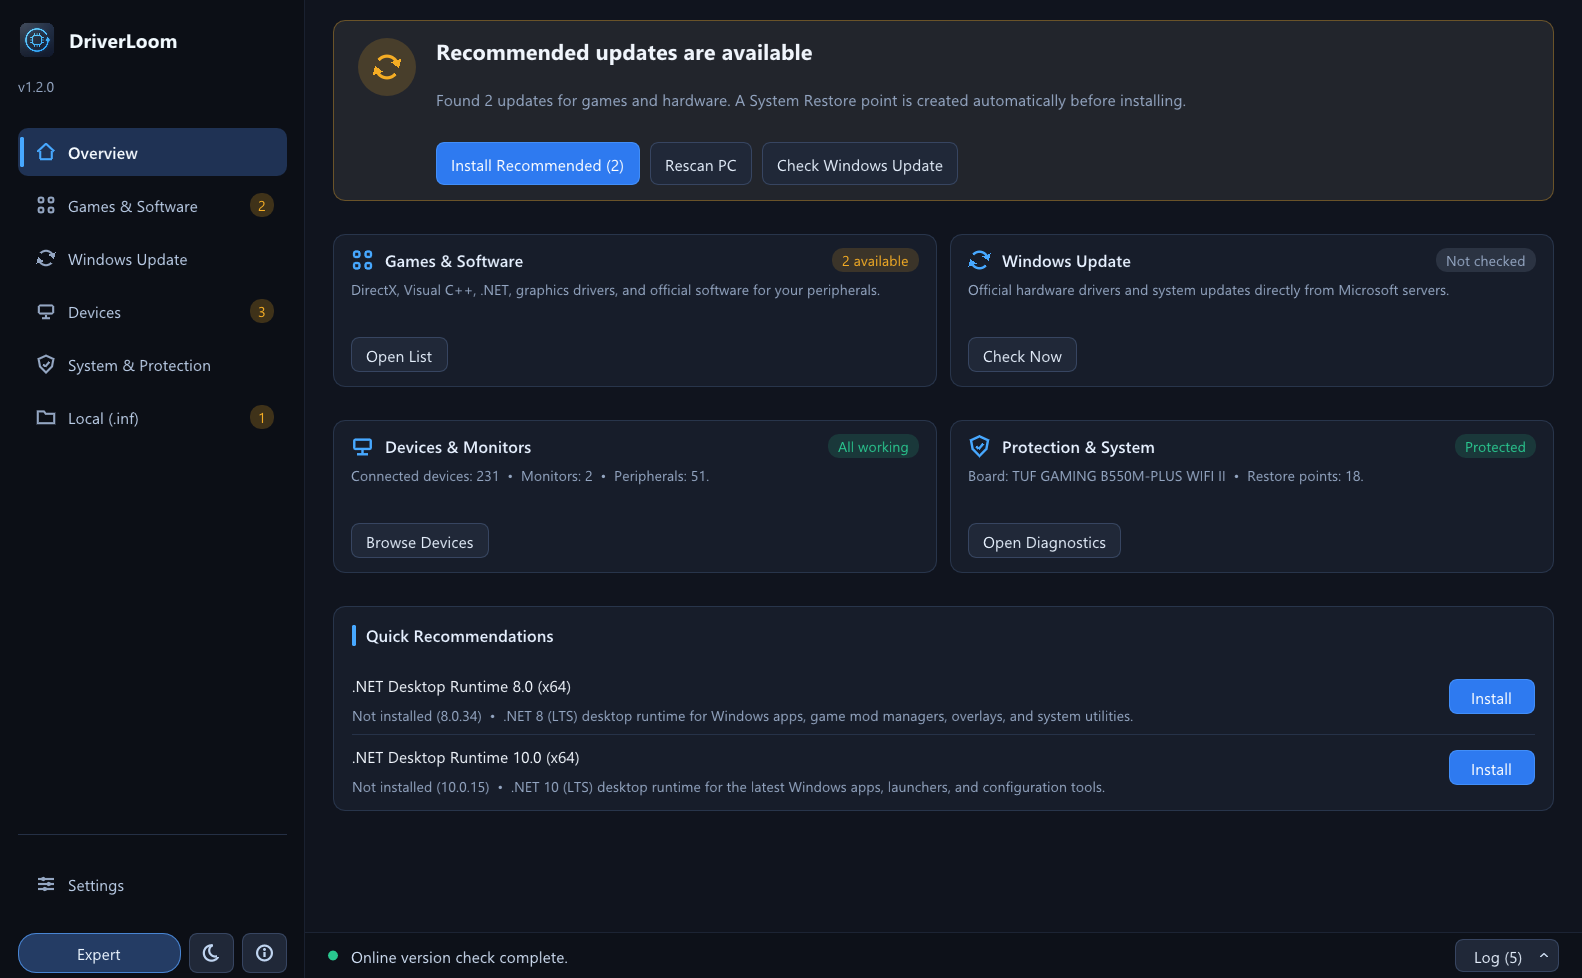 DriverLoom
v1.2.0
Overview
Games & Software
2
Windows Update
Devices
3
System & Protection
Local (.inf)
1
Settings
Expert
Recommended updates are available
Found 2 updates for games and hardware. A System Restore point is created automatically before installing.
Install Recommended (2)
Rescan PC
Check Windows Update
Games & Software
2 available
DirectX, Visual C++, .NET, graphics drivers, and official software for your peripherals.
Open List
Windows Update
Not checked
Official hardware drivers and system updates directly from Microsoft servers.
Check Now
Devices & Monitors
All working
Connected devices: 231 • Monitors: 2 • Peripherals: 51.
Browse Devices
Protection & System
Protected
Board: TUF GAMING B550M-PLUS WIFI II • Restore points: 18.
Open Diagnostics
Quick Recommendations
.NET Desktop Runtime 8.0 (x64)
Not installed (8.0.34) • .NET 8 (LTS) desktop runtime for Windows apps, game mod managers, overlays, and system utilities.
Install
.NET Desktop Runtime 10.0 (x64)
Not installed (10.0.15) • .NET 10 (LTS) desktop runtime for the latest Windows apps, launchers, and configuration tools.
Install
Online version check complete.
Log (5)